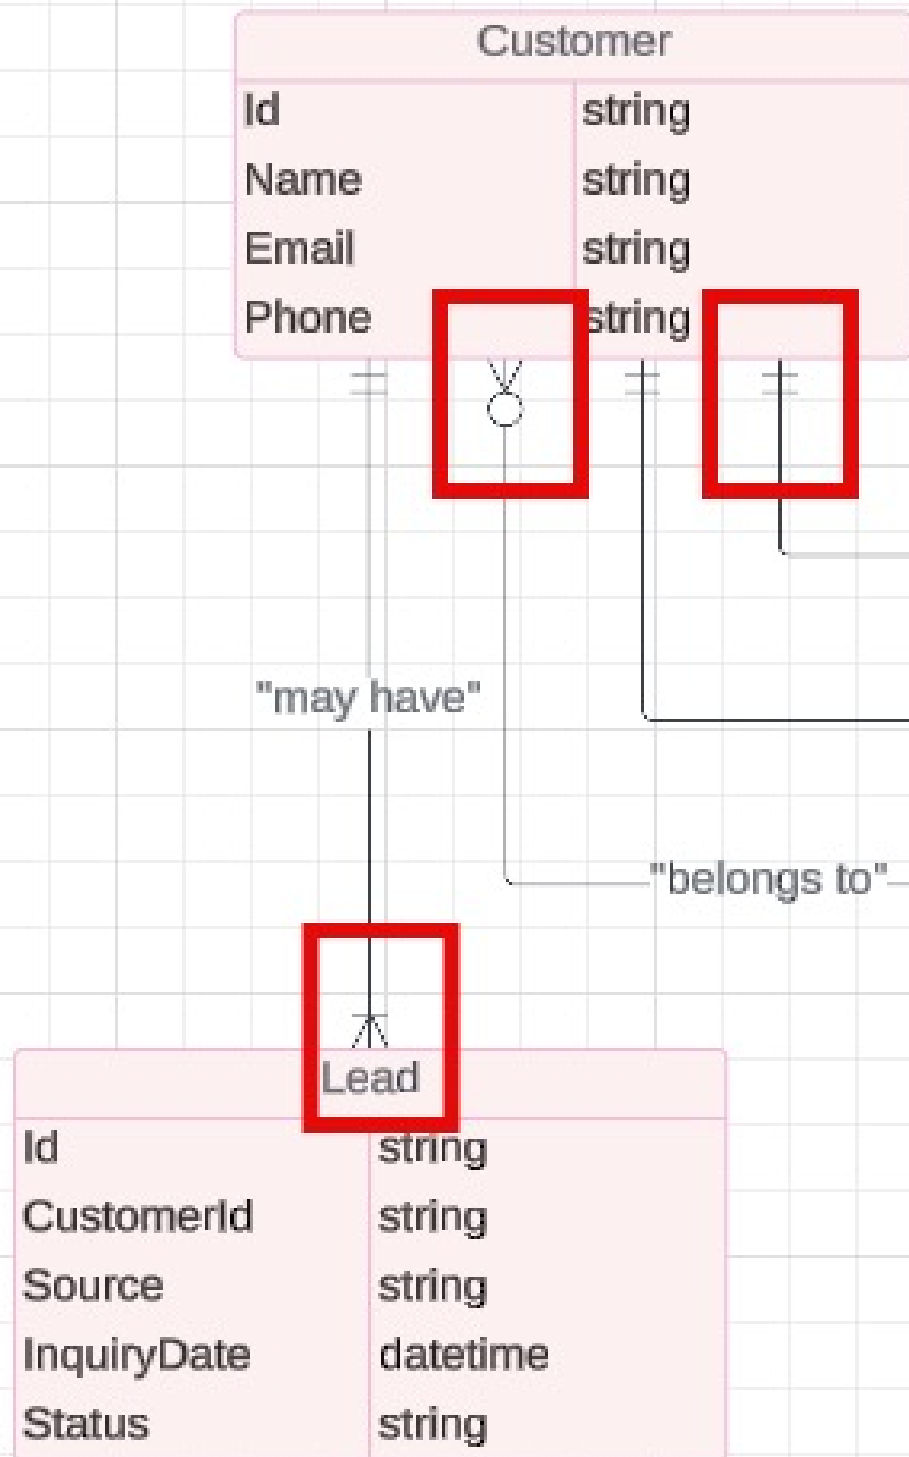 Customer
Id string
Name string
Email string
Phone string
"may have"
"belongs to"
Lead
Id string
CustomerId string
Source string
InquiryDate datetime
Status string